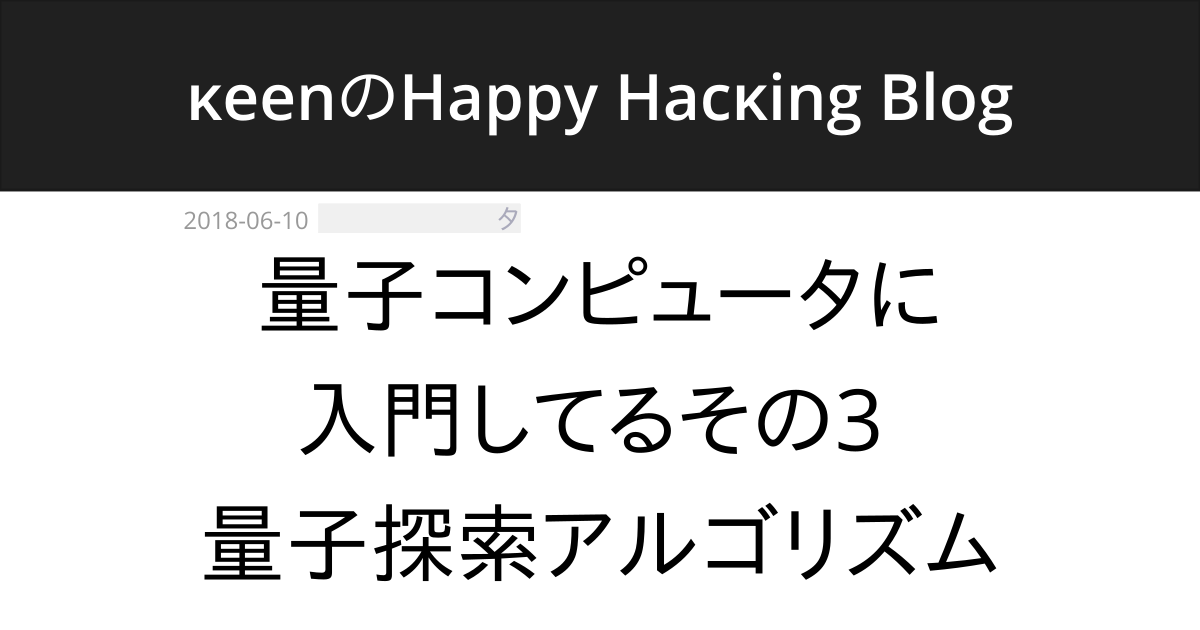 κeenのHappy Hacκing Blog
2018-06-10 タ
量子コンピュータに
入門してるその3
量子探索アルゴリズム